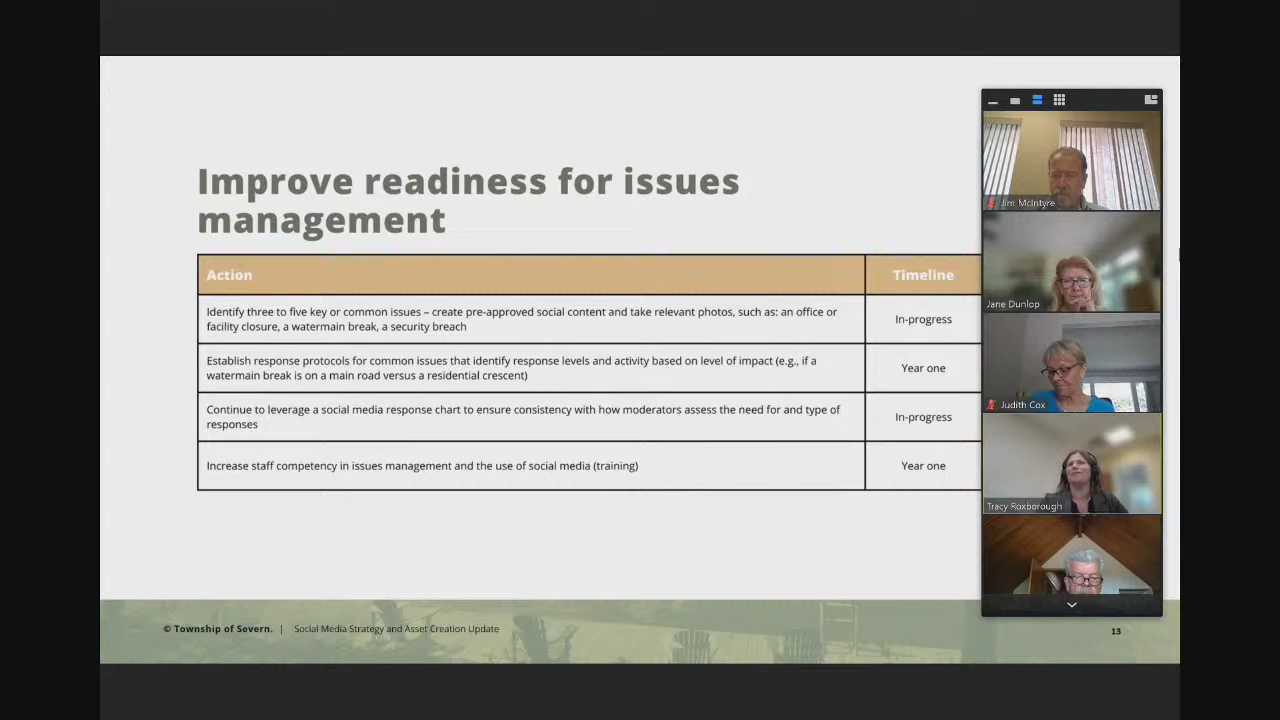 Improve readiness for issues
management
Action
Timeline
Identify three to five key or common issues – create pre-approved social content and take relevant photos, such as: an office or
facility closure, a watermain break, a security breach
In-progress
Establish response protocols for common issues that identify response levels and activity based on level of impact (e.g., if a
watermain break is on a main road versus a residential crescent)
Year one
Continue to leverage a social media response chart to ensure consistency with how moderators assess the need for and type of
responses
In-progress
Increase staff competency in issues management and the use of social media (training)
Year one
Jim McIntyre
Jane Dunlop
Judith Cox
Tracy Roxborough
© Township of Severn. | Social Media Strategy and Asset Creation Update
13